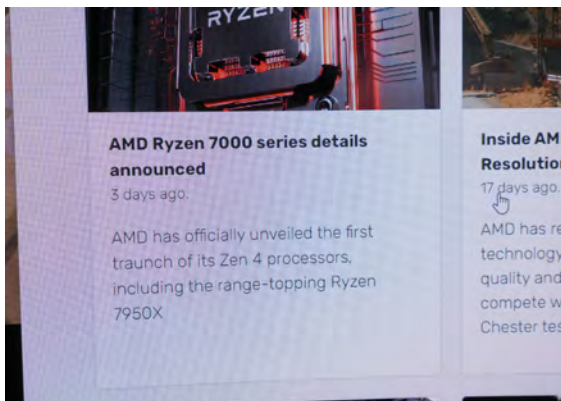 RYZEN
AMD Ryzen 7000 series details
announced
3 days ago.
AMD has officially unveiled the first
traunch of its Zen 4 processors,
including the range-topping Ryzen
7950X
Inside AM
Resolution
17 days ago.
AMD has re
technology
quality and
compete w
Chester tes